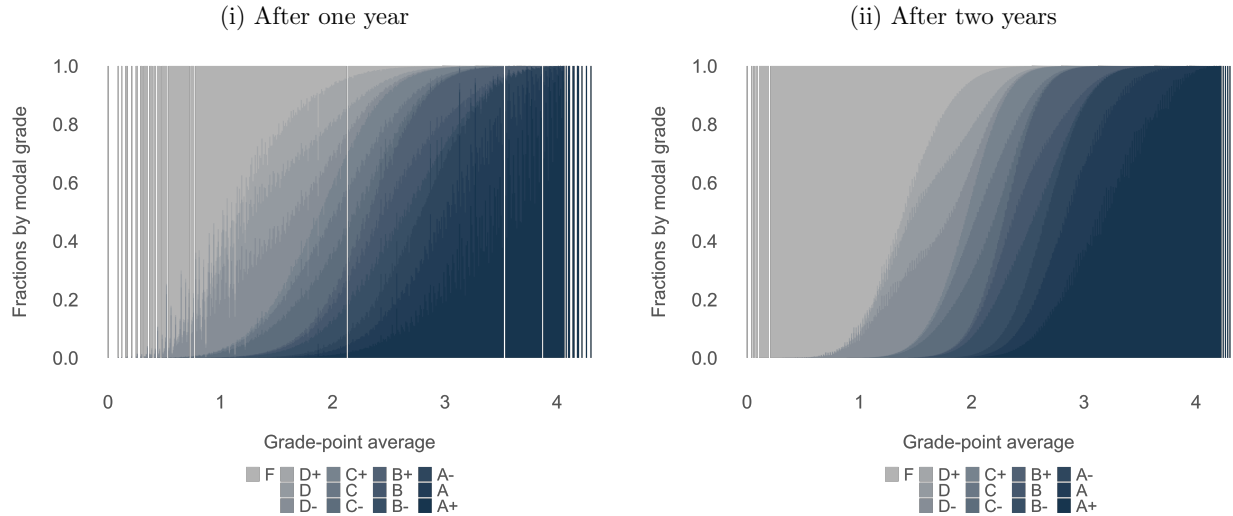 (i) After one year
(ii) After two years
Fractions by modal grade
1.0
0.8
0.6
0.4
0.2
0.0
0 1 2 3 4
Grade-point average
F D+ C+ B+ A-
D C B A
D- C- B- A+
Fractions by modal grade
1.0
0.8
0.6
0.4
0.2
0.0
0 1 2 3 4
Grade-point average
F D+ C+ B+ A-
D C B A
D- C- B- A+